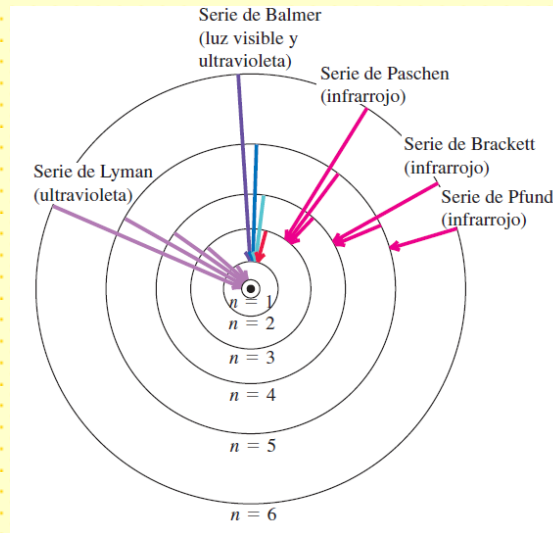 Serie de Balmer
(luz visible y
ultravioleta)
Serie de Paschen
(infrarrojo)
Serie de Brackett
(infrarrojo)
Serie de Lyman
(ultravioleta)
Serie de Pfund
(infrarrojo)
n = 1
n = 2
n = 3
n = 4
n = 5
n = 6